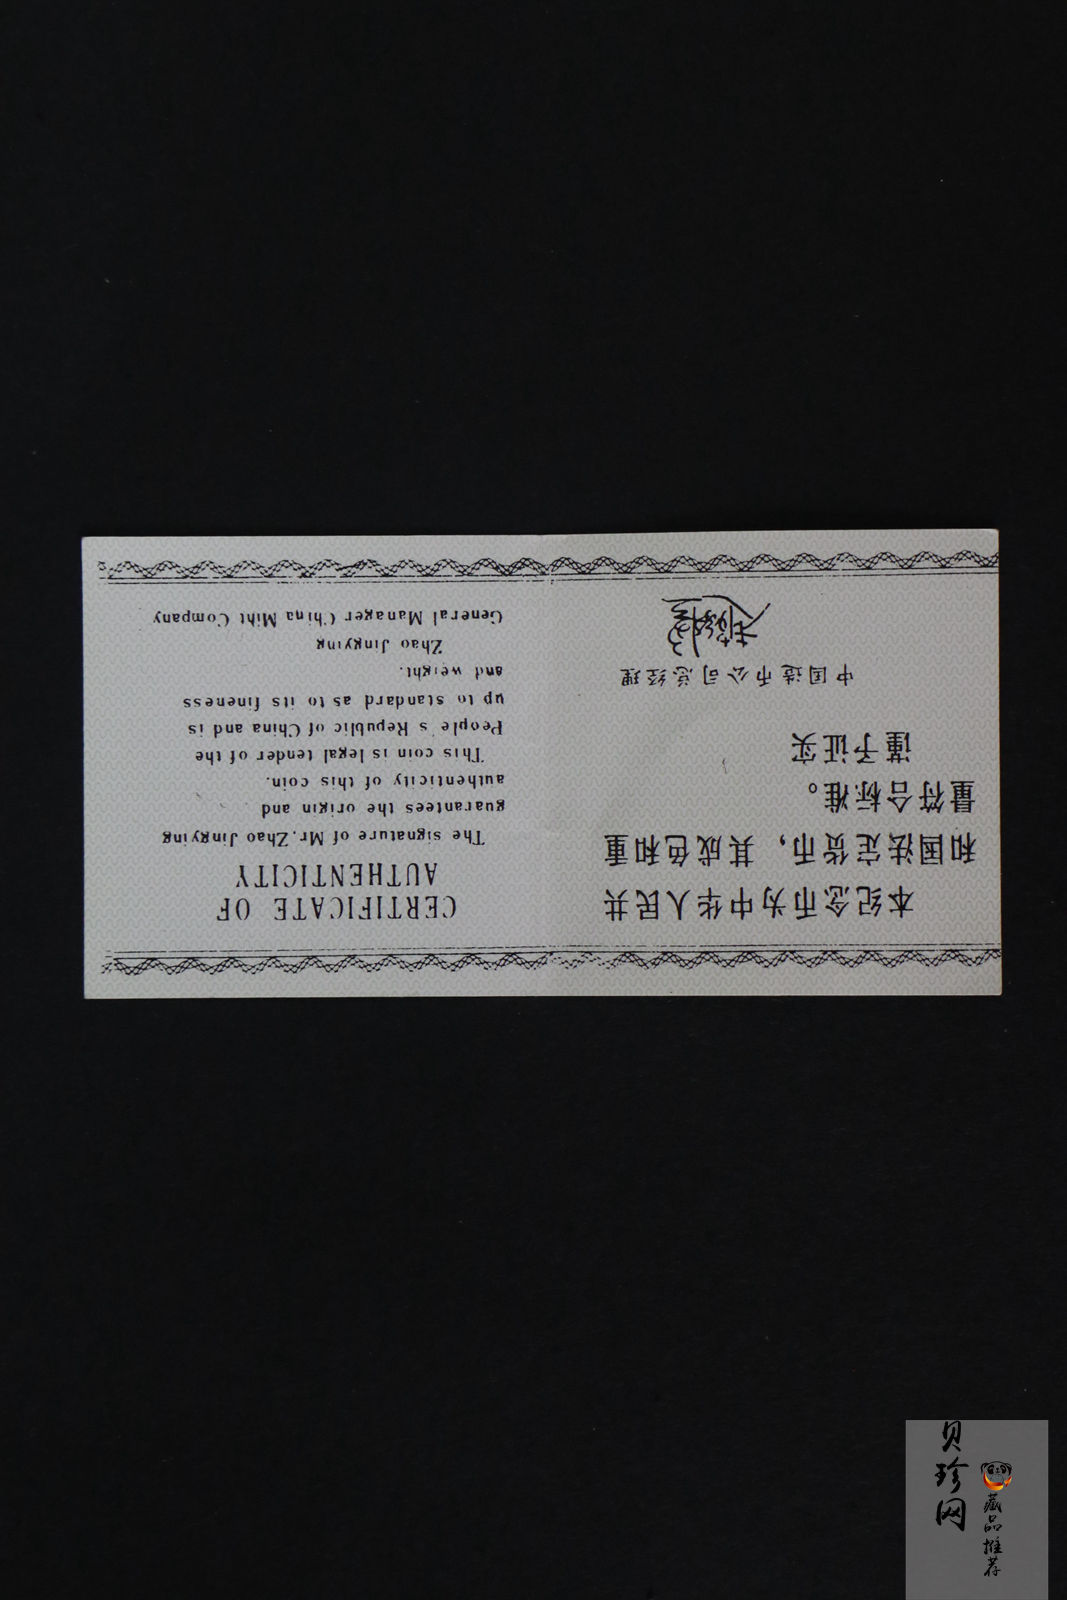 本纪念币为中华人民共
和国法定货币，其成色和重
量符合标准。
谨予证实
中国造币公司总经理
CERTIFICATE OF
AUTHENTICITY
The signature of Mr. Zhao Jingying
guarantees the origin and
authenticity of this coin.
This coin is legal tender of the
People's Republic of China and is
up to standard as to its fineness
and weight.
Zhao Jingying
General Manager China Miht Company
贝珍网
藏品推荐